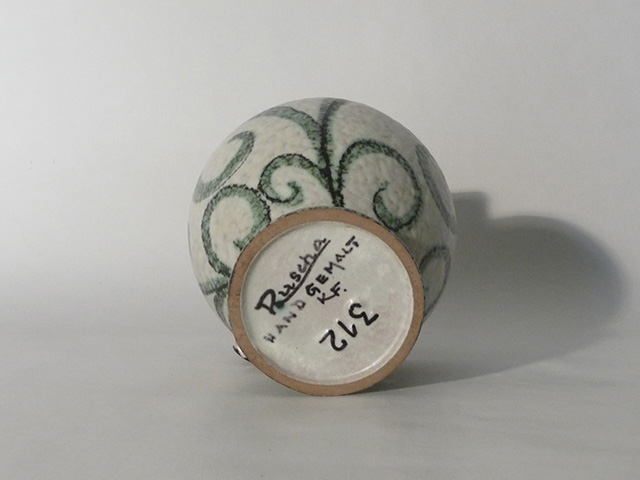 Ruscha
HANDGEMALT
KF.
312